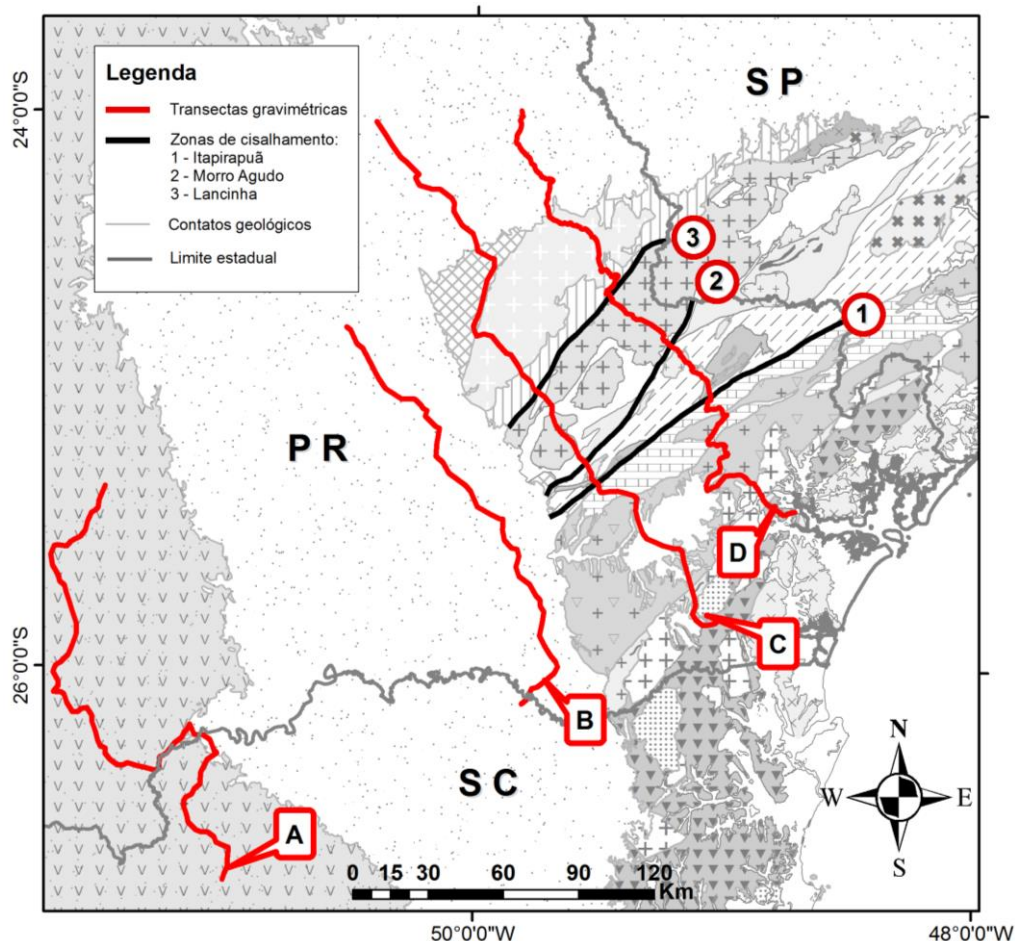 Legenda
Transectas gravimétricas
Zonas de cisalhamento:
1 - Itapirapuã
2 - Morro Agudo
3 - Lancinha
Contatos geológicos
Limite estadual
S P
24°0'0"S
3
2
1
P R
D
C
26°0'0"S
B
S C
A
N
W
E
S
0 15 30 60 90 120
Km
50°0'0"W
48°0'0"W